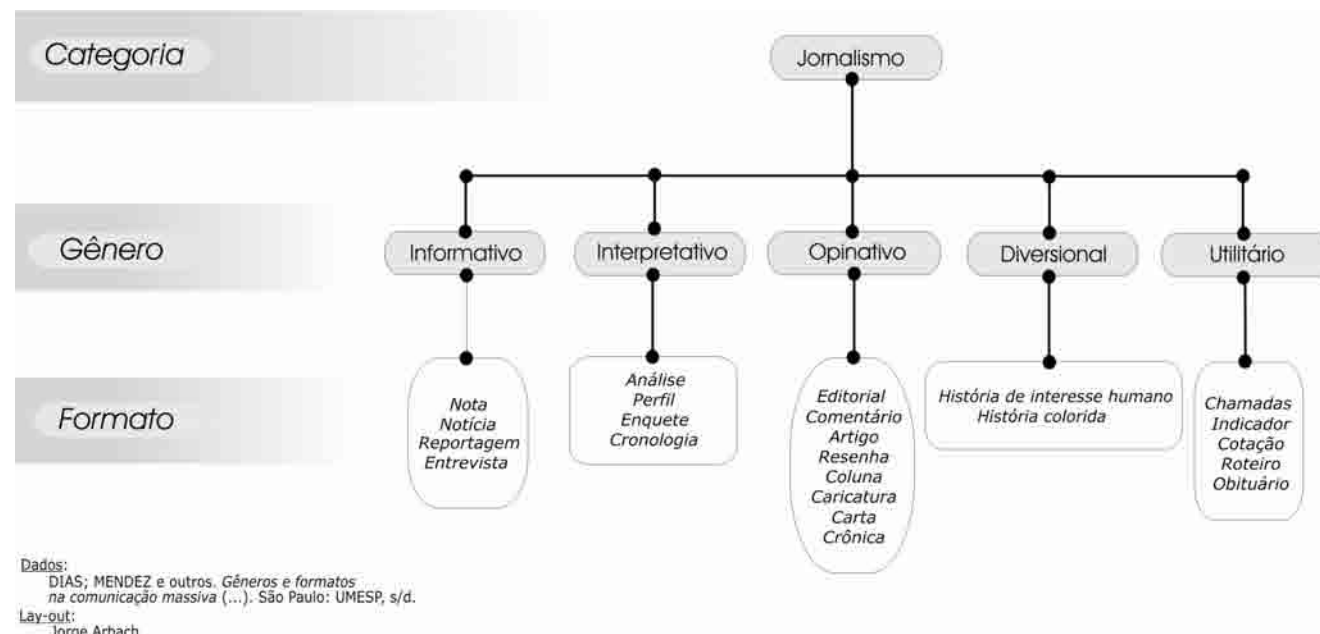 Categoria
Jornalismo
Gênero
Informativo
Interpretativo
Opinativo
Diversional
Utilitário
Formato
Nota
Notícia
Reportagem
Entrevista
Análise
Perfil
Enquete
Cronologia
Editorial
Comentário
Artigo
Resenha
Coluna
Caricatura
Carta
Crônica
História de interesse humano
História colorida
Chamadas
Indicador
Cotação
Roteiro
Obituário
Dados:
DIAS; MENDEZ e outros. Gêneros e formatos
na comunicação massiva (...). São Paulo: UMESP, s/d.
Lay-out:
Jorge Arbach